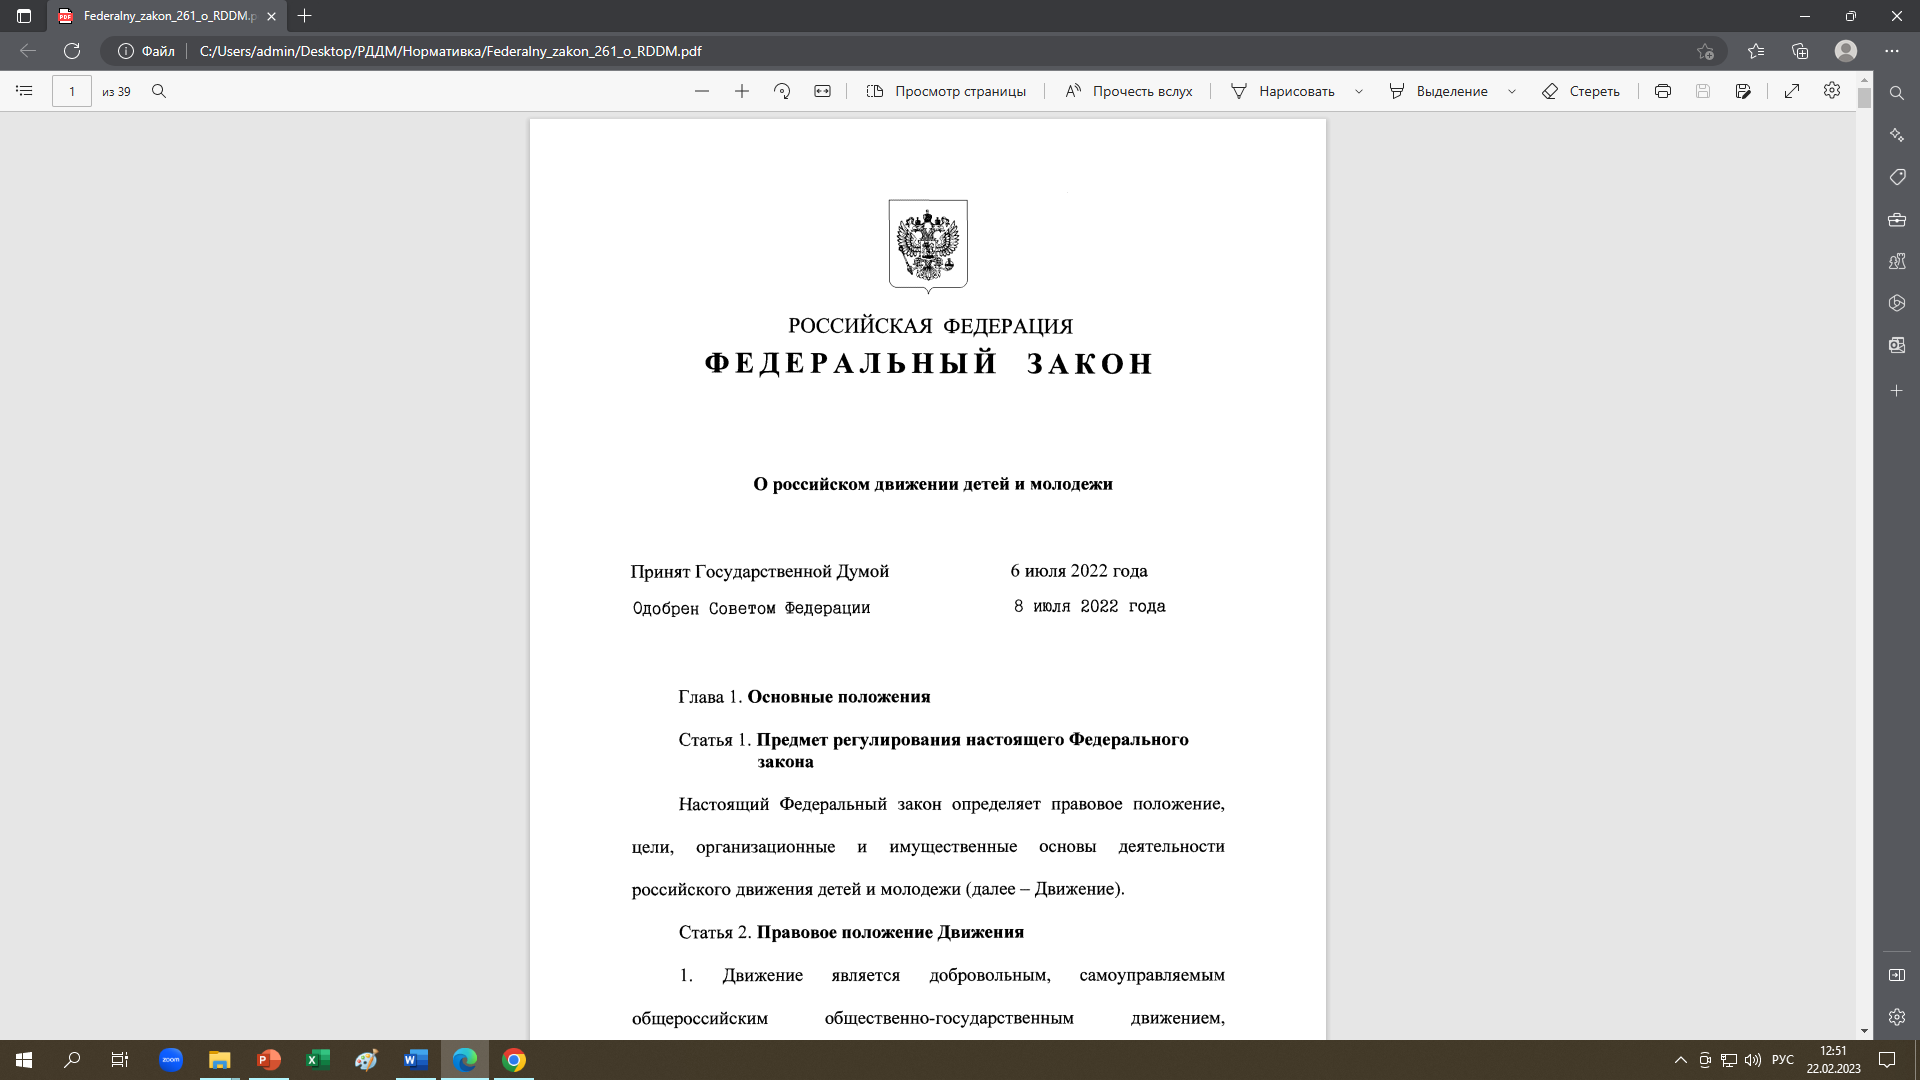 Federalny_zakon_261_o_RDDM.p
Файл
C:/Users/admin/Desktop/РДДМ/Нормативка/Federalny_zakon_261_o_RDDM.pdf
1 из 39
Просмотр страницы
Прочесть вслух
Нарисовать
Выделение
Стереть
РОССИЙСКАЯ ФЕДЕРАЦИЯ
ФЕДЕРАЛЬНЫЙ ЗАКОН
О российском движении детей и молодежи
Принят Государственной Думой 6 июля 2022 года
Одобрен Советом Федерации 8 июля 2022 года
Глава 1. Основные положения
Статья 1. Предмет регулирования настоящего Федерального
закона
Настоящий Федеральный закон определяет правовое положение,
цели, организационные и имущественные основы деятельности
российского движения детей и молодежи (далее – Движение).
Статья 2. Правовое положение Движения
1. Движение является добровольным, самоуправляемым
общероссийским общественно-государственным движением,
zoom
РУС
12:51
22.02.2023